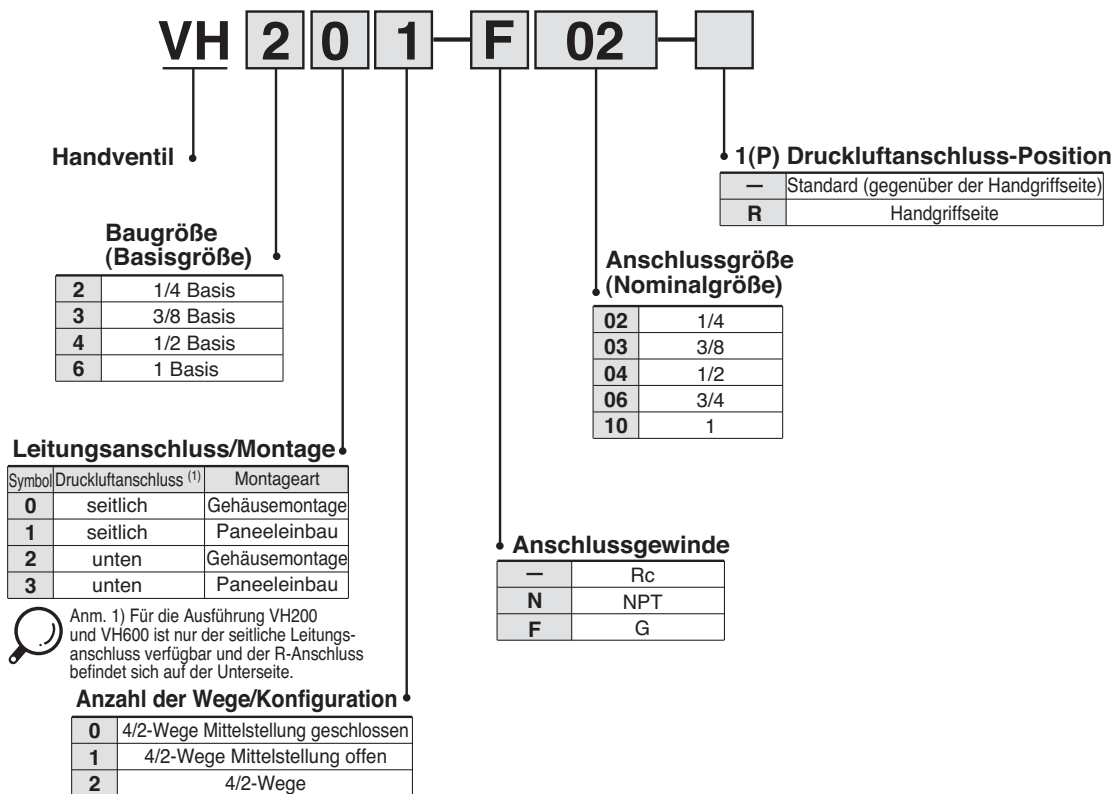 VH 2 0 1 - F 02 -
Handventil
1(P) Druckluftanschluss-Position
— Standard (gegenüber der Handgriffseite)
R Handgriffseite
Baugröße
(Basisgröße)
2 1/4 Basis
3 3/8 Basis
4 1/2 Basis
6 1 Basis
Anschlussgröße
(Nominalgröße)
02 1/4
03 3/8
04 1/2
06 3/4
10 1
Leitungsanschluss/Montage
Symbol Druckluftanschluss (1) Montageart
0 seitlich Gehäusemontage
1 seitlich Paneeleinbau
2 unten Gehäusemontage
3 unten Paneeleinbau
Anm. 1) Für die Ausführung VH200
und VH600 ist nur der seitliche Leitungs-
anschluss verfügbar und der R-Anschluss
befindet sich auf der Unterseite.
Anschlussgewinde
— Rc
N NPT
F G
Anzahl der Wege/Konfiguration
0 4/2-Wege Mittelstellung geschlossen
1 4/2-Wege Mittelstellung offen
2 4/2-Wege